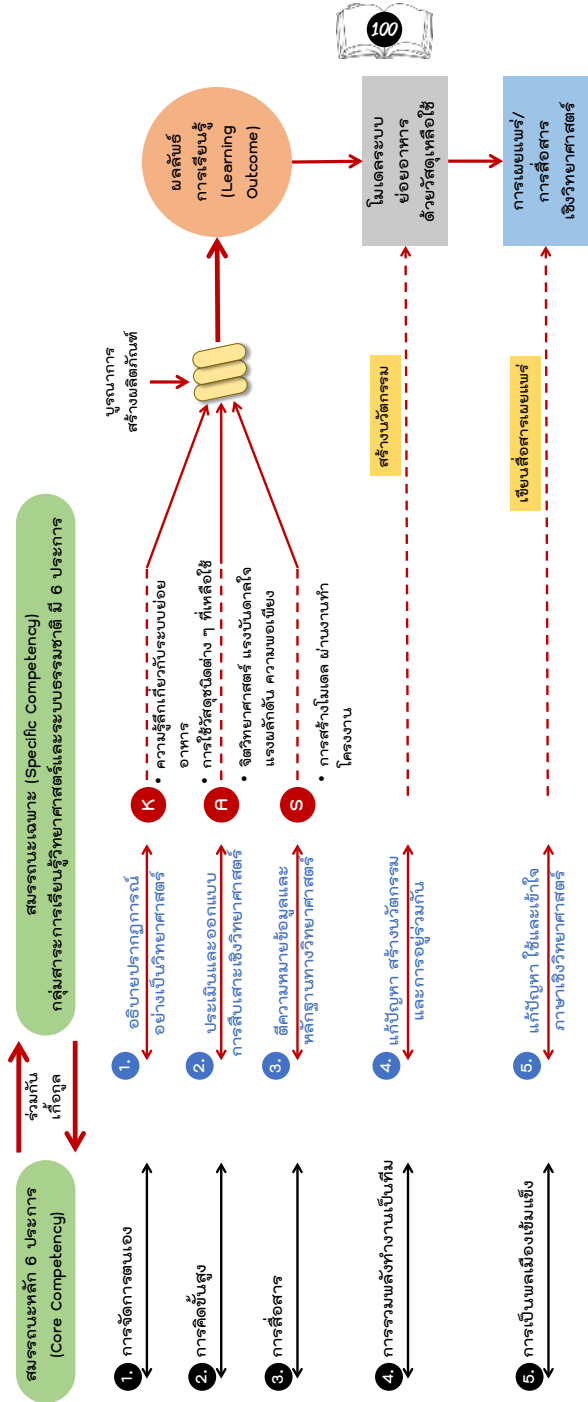 สมรรถนะหลัก 6 ประการ
(Core Competency)
ร่วมกัน
เกื้อกูล
สมรรถนะเฉพาะ (Specific Competency)
กลุ่มสาระการเรียนรู้วิทยาศาสตร์และระบบธรรมชาติ มี 6 ประการ
1. การจัดการตนเอง
2. การคิดขั้นสูง
3. การสื่อสาร
4. การรวมพลังทำงานเป็นทีม
5. การเป็นพลเมืองเข้มแข็ง
1. อธิบายปรากฏการณ์
อย่างเป็นวิทยาศาสตร์
2. ประเมินและออกแบบ
การสืบเสาะเชิงวิทยาศาสตร์
3. ตีความหมายข้อมูลและ
หลักฐานทางวิทยาศาสตร์
4. แก้ปัญหา สร้างนวัตกรรม
และการอยู่ร่วมกัน
5. แก้ปัญหา ใช้และเข้าใจ
ภาษาเชิงวิทยาศาสตร์
K
• ความรู้สึกเกี่ยวกับระบบย่อย
อาหาร
• การใช้วัสดุชนิดต่าง ๆ ที่เหลือใช้
A
• จิตวิทยาศาสตร์ แรงบันดาลใจ
แรงผลักดัน ความพอเพียง
S
• การสร้างโมเดล ผ่านงานทำ
โครงงาน
บูรณาการ
สร้างผลิตภัณฑ์
ผลลัพธ์
การเรียนรู้
(Learning
Outcome)
สร้างนวัตกรรม
โมเดลระบบ
ย่อยอาหาร
ด้วยวัสดุเหลือใช้
เขียนสื่อสารเผยแพร่
การเผยแพร่/
การสื่อสาร
เชิงวิทยาศาสตร์
100